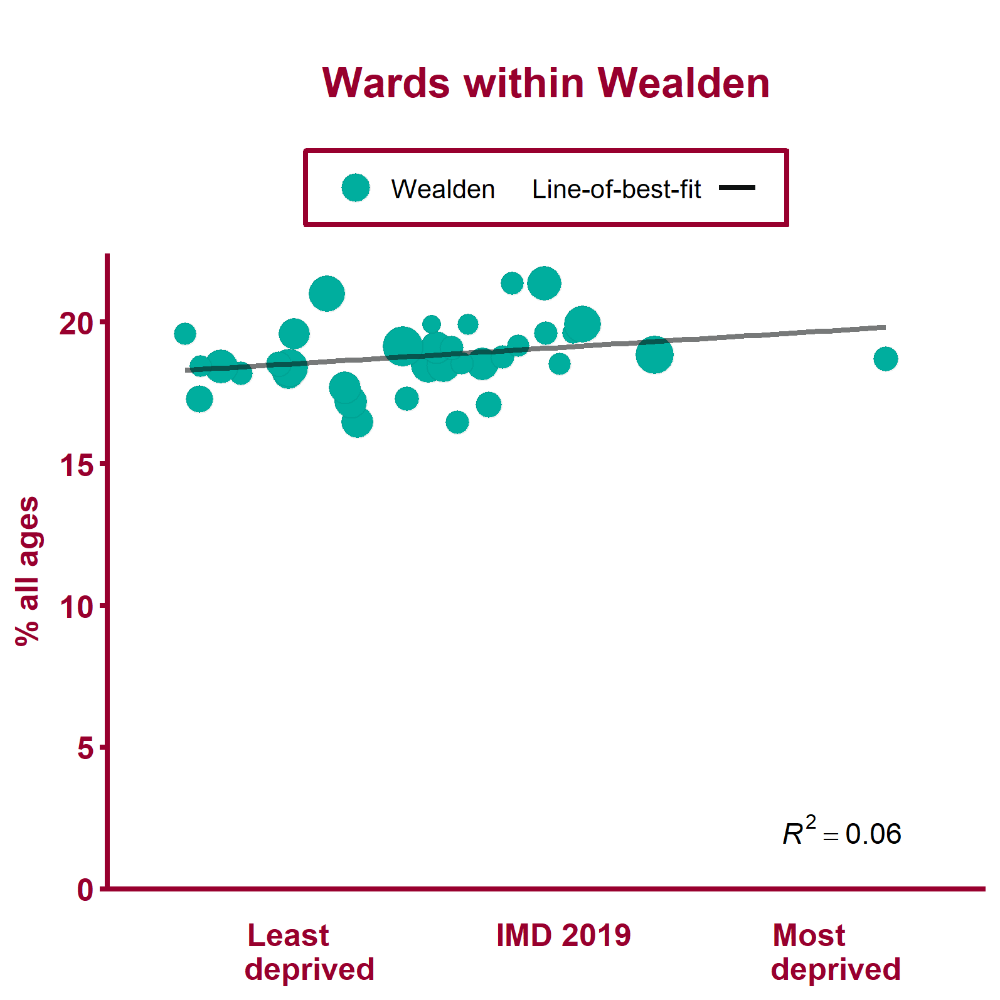 Wards within Wealden
Wealden Line-of-best-fit
20
15
10
5
0
% all ages
R² = 0.06
Least deprived
IMD 2019
Most deprived